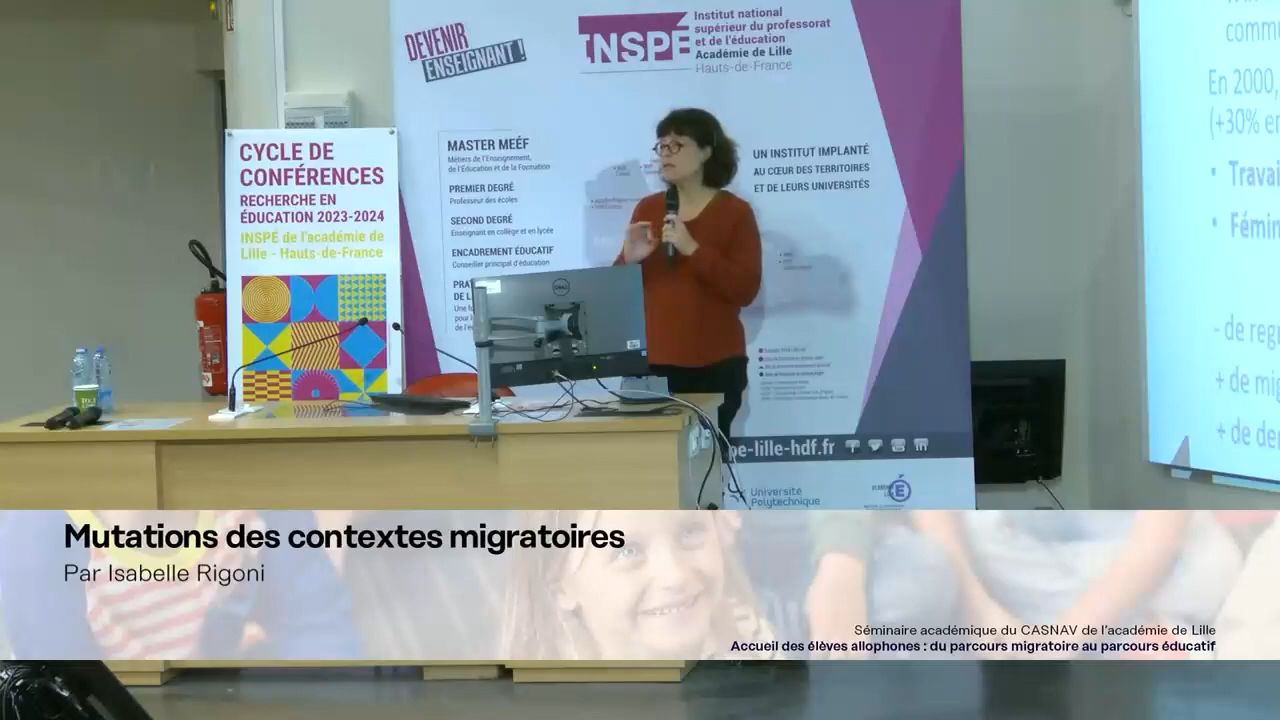 DEVENIR
ENSEIGNANT !
INSPÉ
Institut national
supérieur du professorat
et de l'éducation
Académie de Lille
Hauts-de-France
CYCLE DE
CONFÉRENCES
RECHERCHE EN
ÉDUCATION 2023-2024
INSPÉ de l'académie de
Lille - Hauts-de-France
MASTER MEÉF
Métiers de l'Enseignement,
de l'Éducation et de la Formation
PREMIER DEGRÉ
Professeur des écoles
SECOND DEGRÉ
Enseignant en collège et en lycée
ENCADREMENT ÉDUCATIF
Conseiller principal d'éducation
UN INSTITUT IMPLANTÉ
AU CŒUR DES TERRITOIRES
ET DE LEURS UNIVERSITÉS
DELL
pe-lille-hdf.fr
Université
Polytechnique
En 2000,
(+30% e
• Travai
• Fémin
- de reg
+ de mi
+ de de
Mutations des contextes migratoires
Par Isabelle Rigoni
Séminaire académique du CASNAV de l'académie de Lille
Accueil des élèves allophones : du parcours migratoire au parcours éducatif